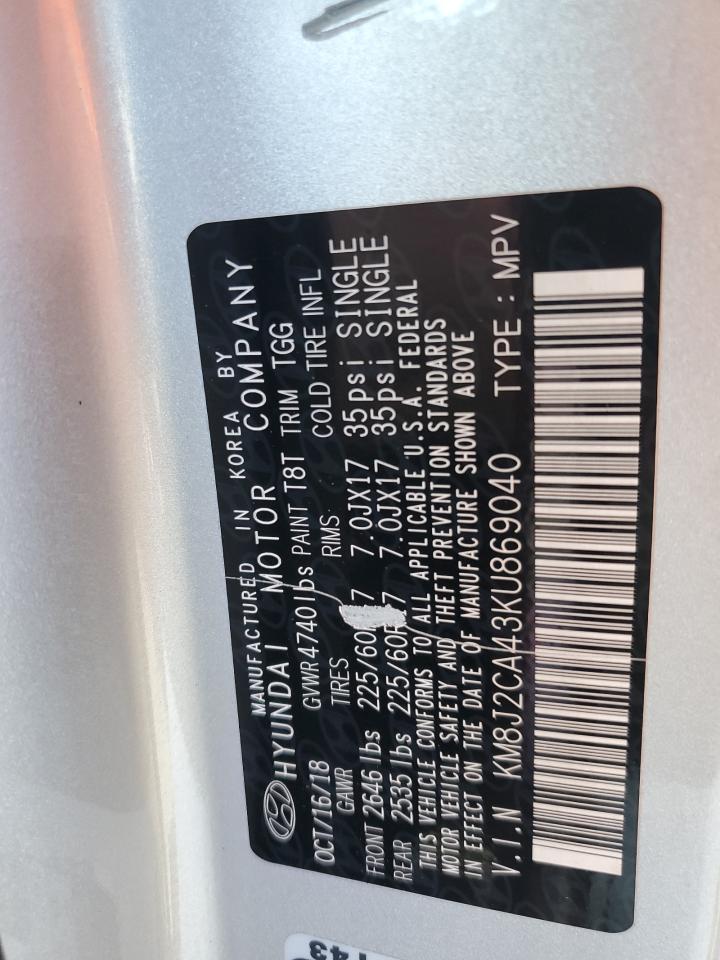 MANUFACTURED IN KOREA BY
HYUNDAI MOTOR COMPANY
OCT/16/18 GVWR 4740lbs PAINT T8T TRIM TGG
GAWR TIRES RIMS COLD TIRE INFL
FRONT 2646 lbs 225/60 7 7.0JX17 35psi SINGLE
REAR 2535 lbs 225/60R 7 7.0JX17 35psi SINGLE
THIS VEHICLE CONFORMS TO ALL APPLICABLE U.S.A. FEDERAL
MOTOR VEHICLE SAFETY AND THEFT PREVENTION STANDARDS
IN EFFECT ON THE DATE OF MANUFACTURE SHOWN ABOVE
V.I.N KM8J2CA43KU869040 TYPE : MPV